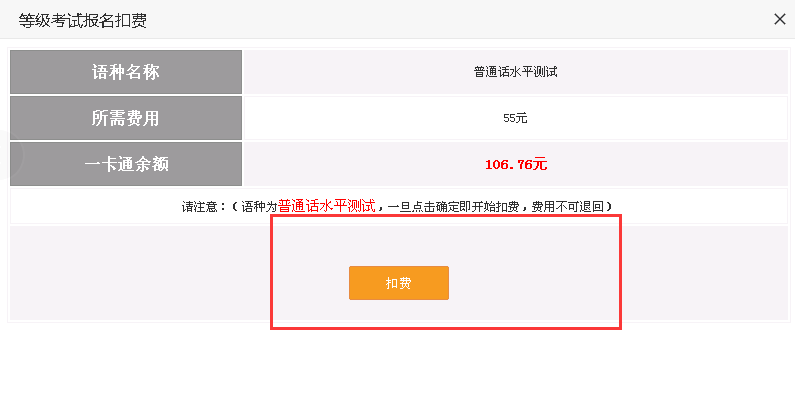 等级考试报名扣费
语种名称 普通话水平测试
所需费用 55元
一卡通余额 106.76元
请注意：（语种为普通话水平测试，一旦点击确定即开始扣费，费用不可退回）
扣费